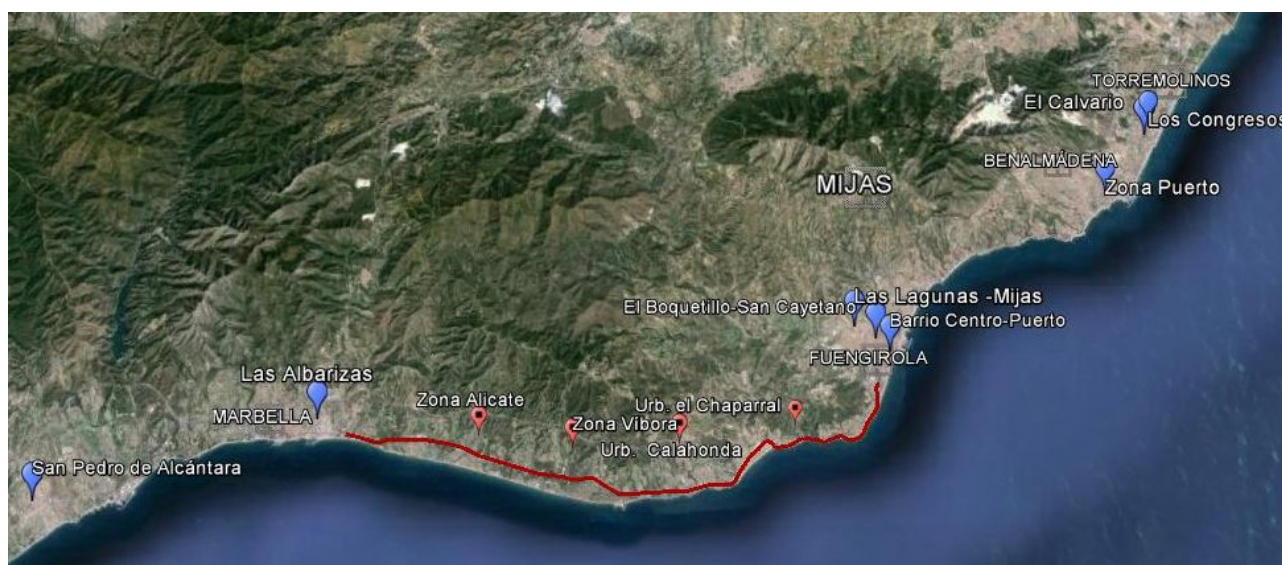 TORREMOLINOS
El Calvario
Los Congresos
BENALMÁDENA
Zona Puerto
MIJAS
El Boquetillo-San Cayetano
Las Lagunas -Mijas
Barrio Centro-Puerto
FUENGIROLA
Las Albarizas
MARBELLA
Zona Alicate
Urb. el Chaparral
Zona Víbora
Urb. Calahonda
San Pedro de Alcántara